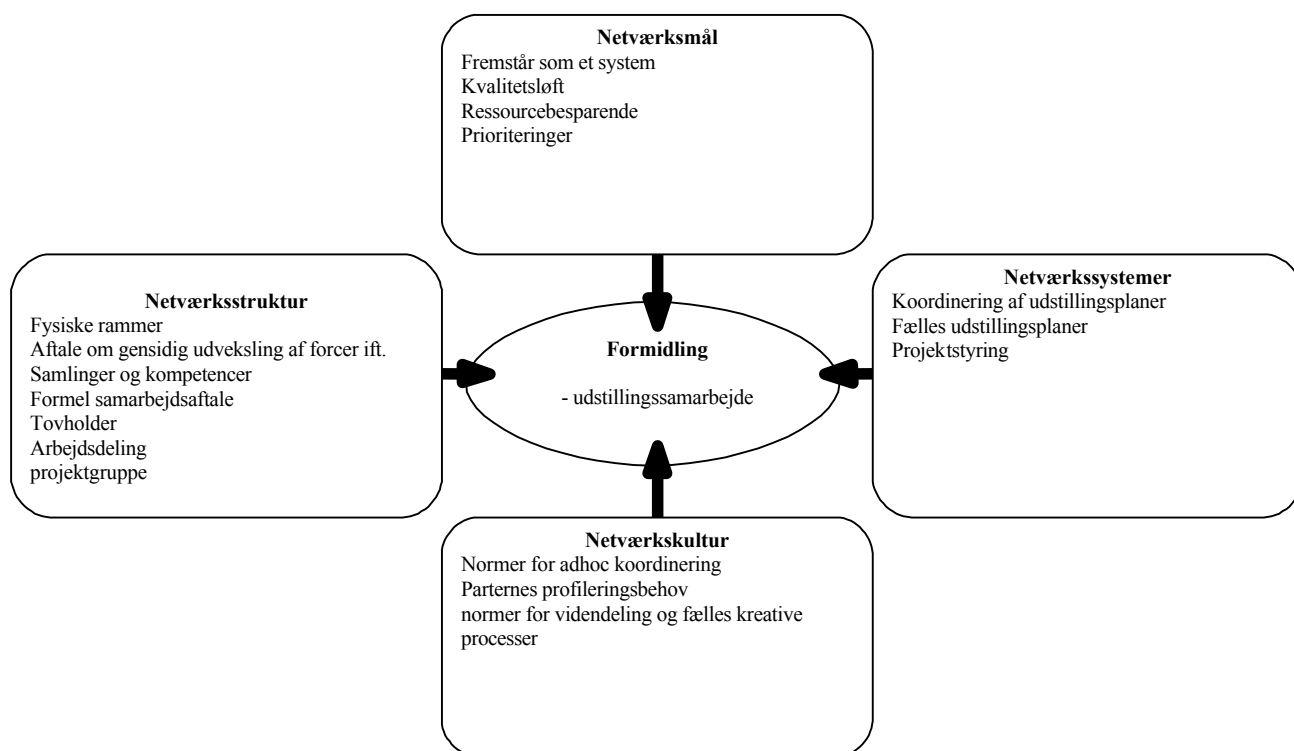 Netværksmål
Fremstår som et system
Kvalitetsløft
Ressourcebesparende
Prioriteringer
Netværksstruktur
Fysiske rammer
Aftale om gensidig udveksling af forcer ift.
Samlinger og kompetencer
Formel samarbejdsaftale
Tovholder
Arbejdsdeling
projektgruppe
Formidling
- udstillingssamarbejde
Netværkssystemer
Koordinering af udstillingsplaner
Fælles udstillingsplaner
Projektstyring
Netværkskultur
Normer for adhoc koordinering
Parternes profileringsbehov
normer for videndeling og fælles kreative
processer